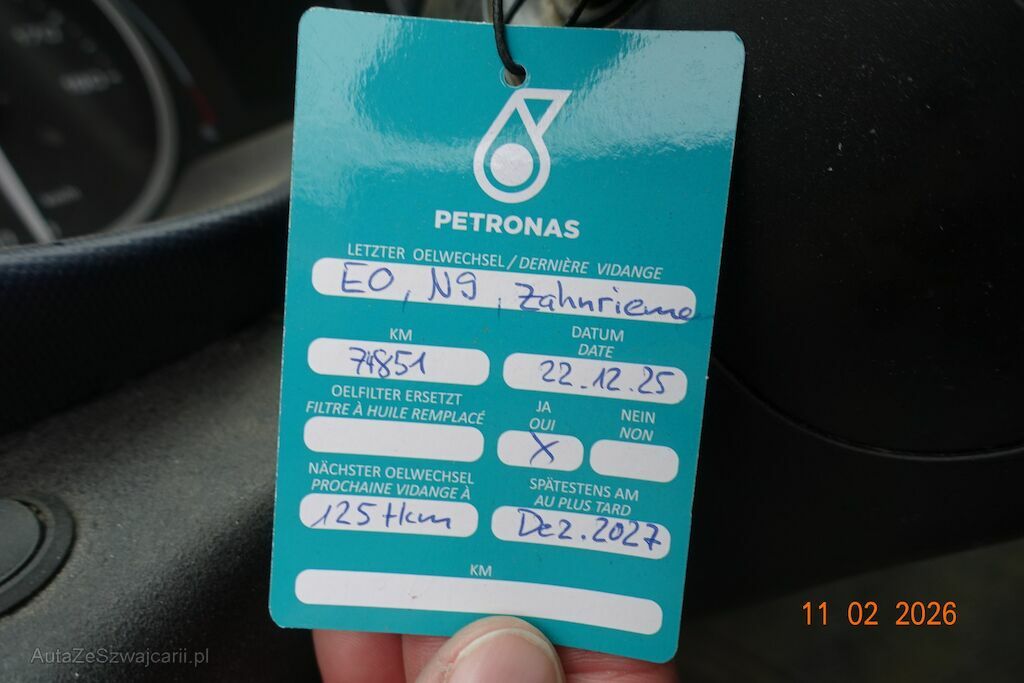 PETRONAS
LETZTER OELWECHSEL / DERNIÈRE VIDANGE
EO, N9, Zahnrieme
KM
74851
DATUM
DATE
22.12.25
OELFILTER ERSETZT
FILTRE À HUILE REMPLACÉ
JA
OUI
X
NEIN
NON
NÄCHSTER OELWECHSEL
PROCHAINE VIDANGE À
125 tkm
SPÄTESTENS AM
AU PLUS TARD
Dez. 2027
KM
11 02 2026
AutaZeSzwajcarii.pl